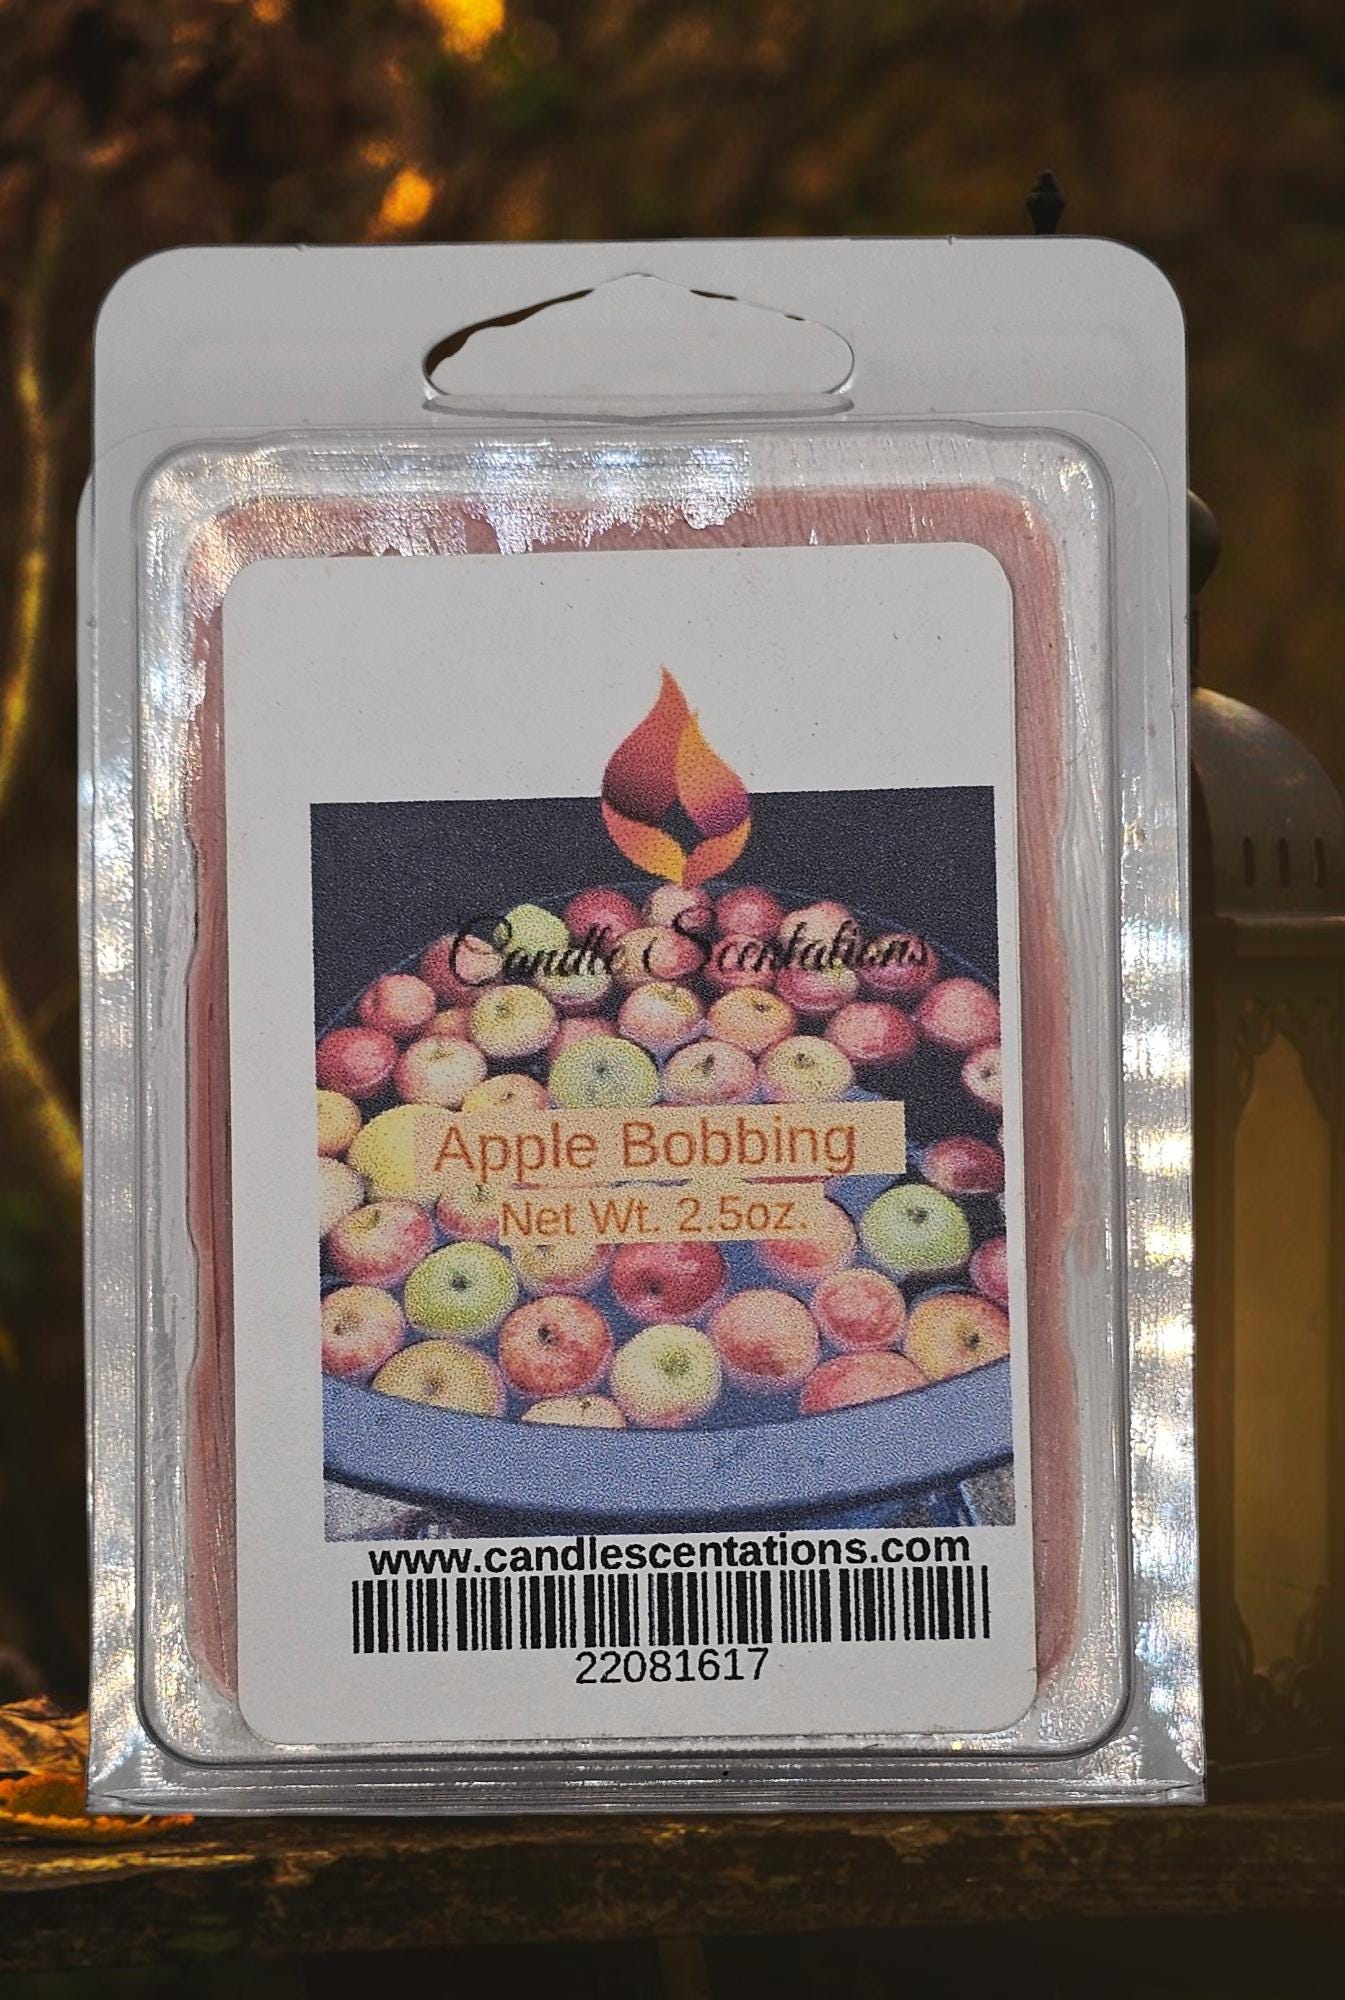 Candle Scentations
Apple Bobbing
Net Wt. 2.5oz.
www.candlescentations.com
22081617